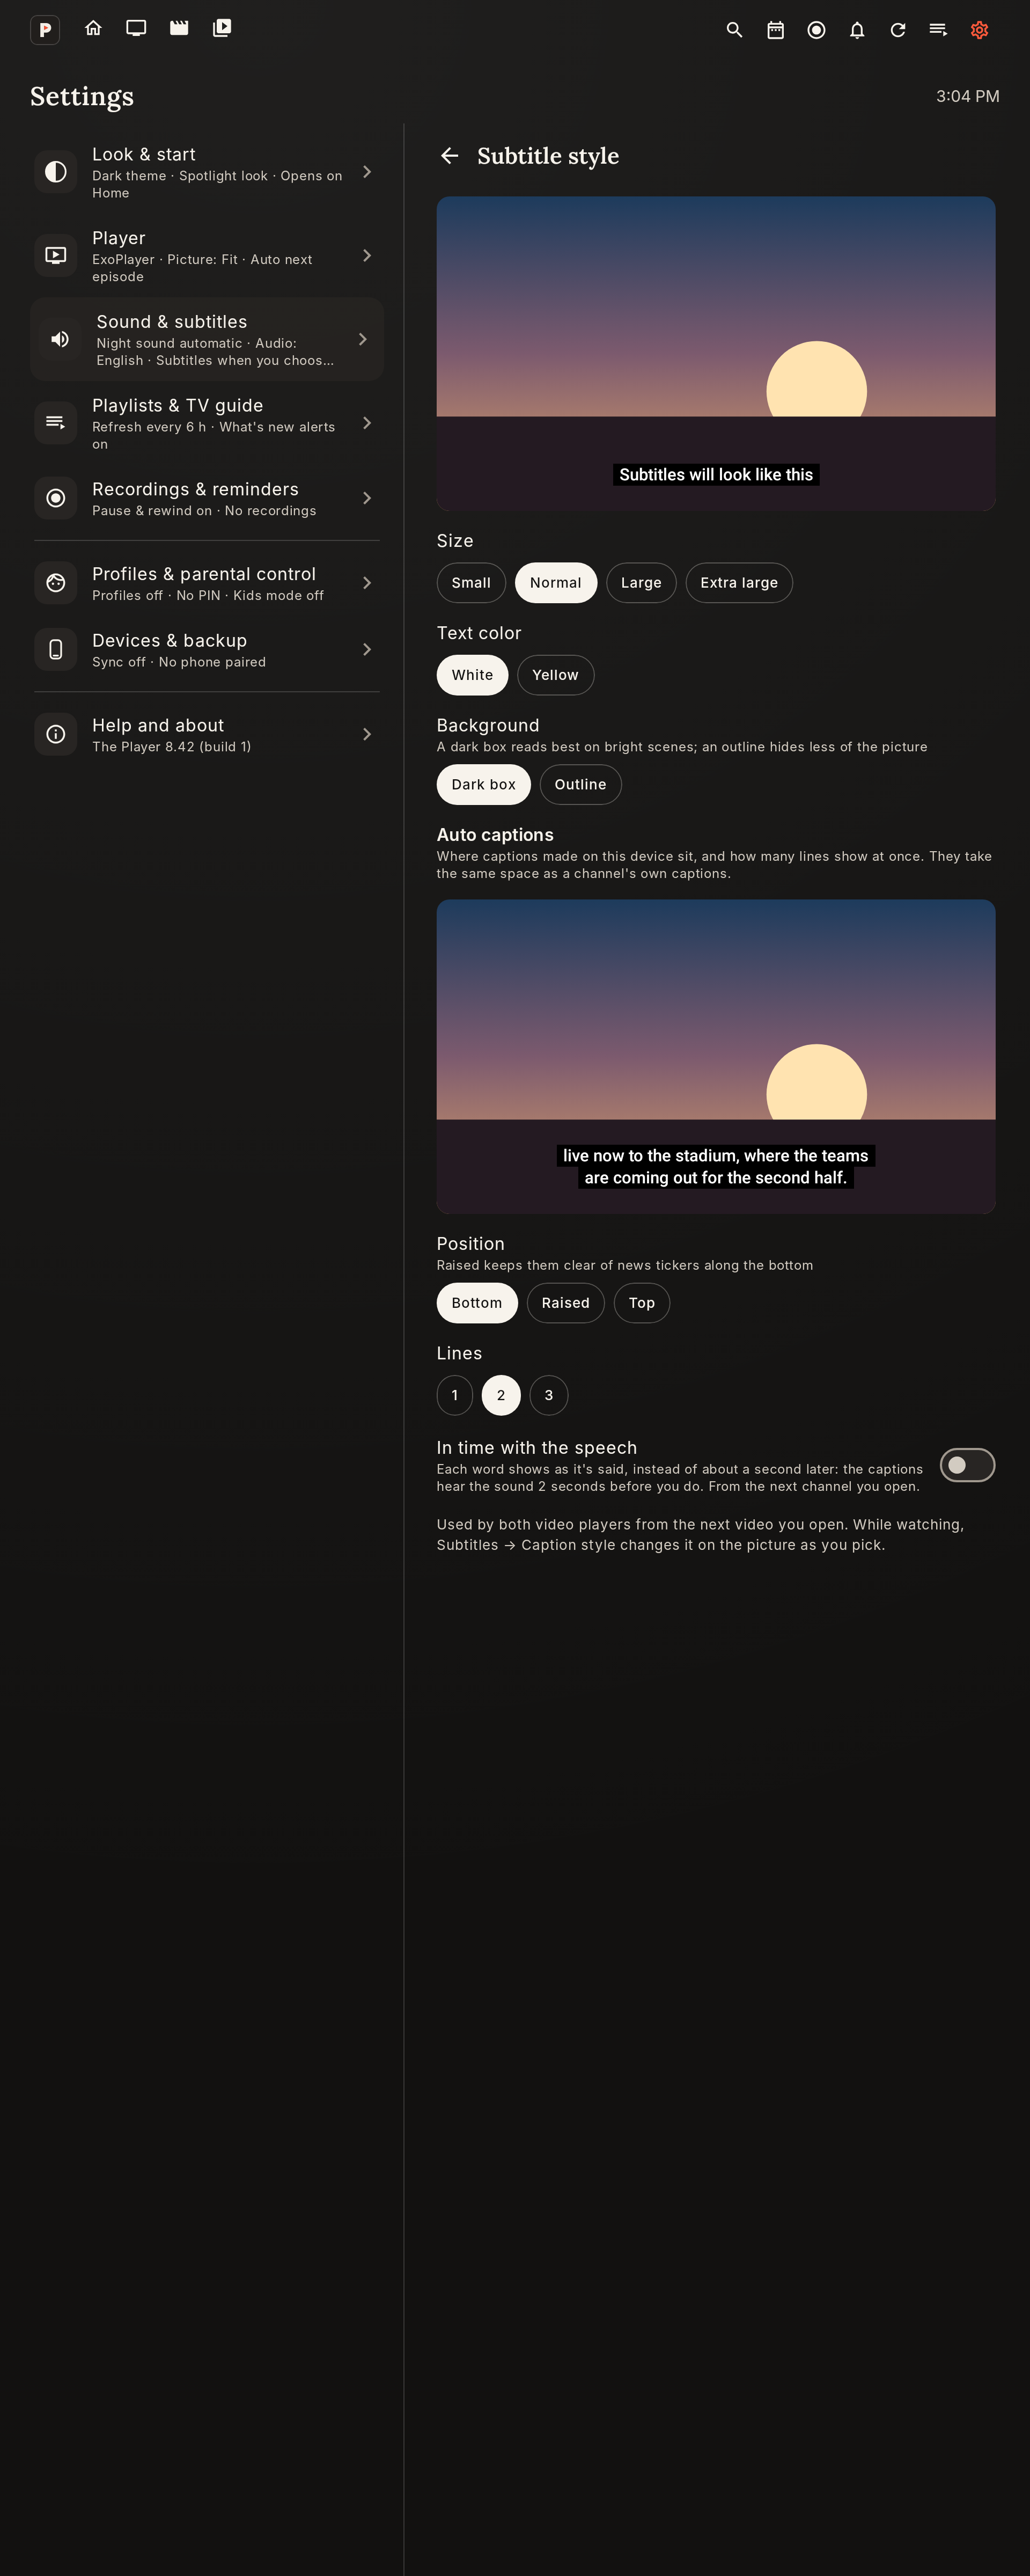 P
Settings
3:04 PM
Look & start
Dark theme · Spotlight look · Opens on
Home
Player
ExoPlayer · Picture: Fit · Auto next
episode
Sound & subtitles
Night sound automatic · Audio:
English · Subtitles when you choos...
Playlists & TV guide
Refresh every 6 h · What's new alerts
on
Recordings & reminders
Pause & rewind on · No recordings
Profiles & parental control
Profiles off · No PIN · Kids mode off
Devices & backup
Sync off · No phone paired
Help and about
The Player 8.42 (build 1)
Subtitle style
Subtitles will look like this
Size
Small Normal Large Extra large
Text color
White Yellow
Background
A dark box reads best on bright scenes; an outline hides less of the picture
Dark box Outline
Auto captions
Where captions made on this device sit, and how many lines show at once. They take
the same space as a channel's own captions.
live now to the stadium, where the teams
are coming out for the second half.
Position
Raised keeps them clear of news tickers along the bottom
Bottom Raised Top
Lines
1 2 3
In time with the speech
Each word shows as it's said, instead of about a second later: the captions
hear the sound 2 seconds before you do. From the next channel you open.
Used by both video players from the next video you open. While watching,
Subtitles → Caption style changes it on the picture as you pick.